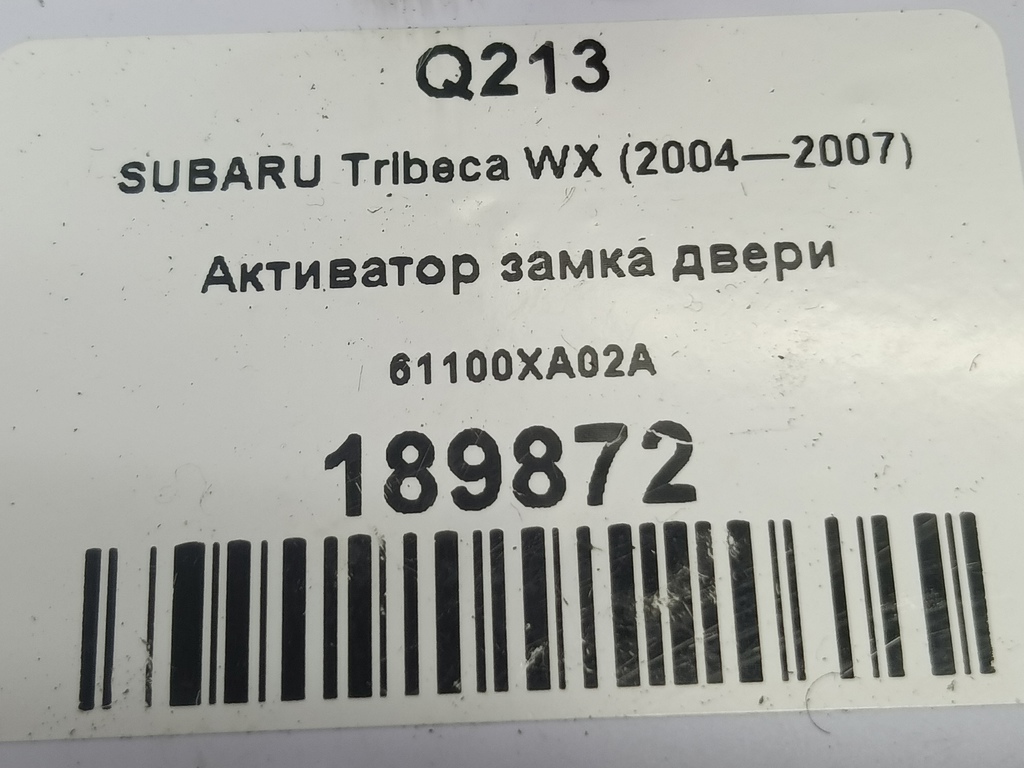 Q213
SUBARU Tribeca WX (2004—2007)
Активатор замка двери
61100XA02A
189872